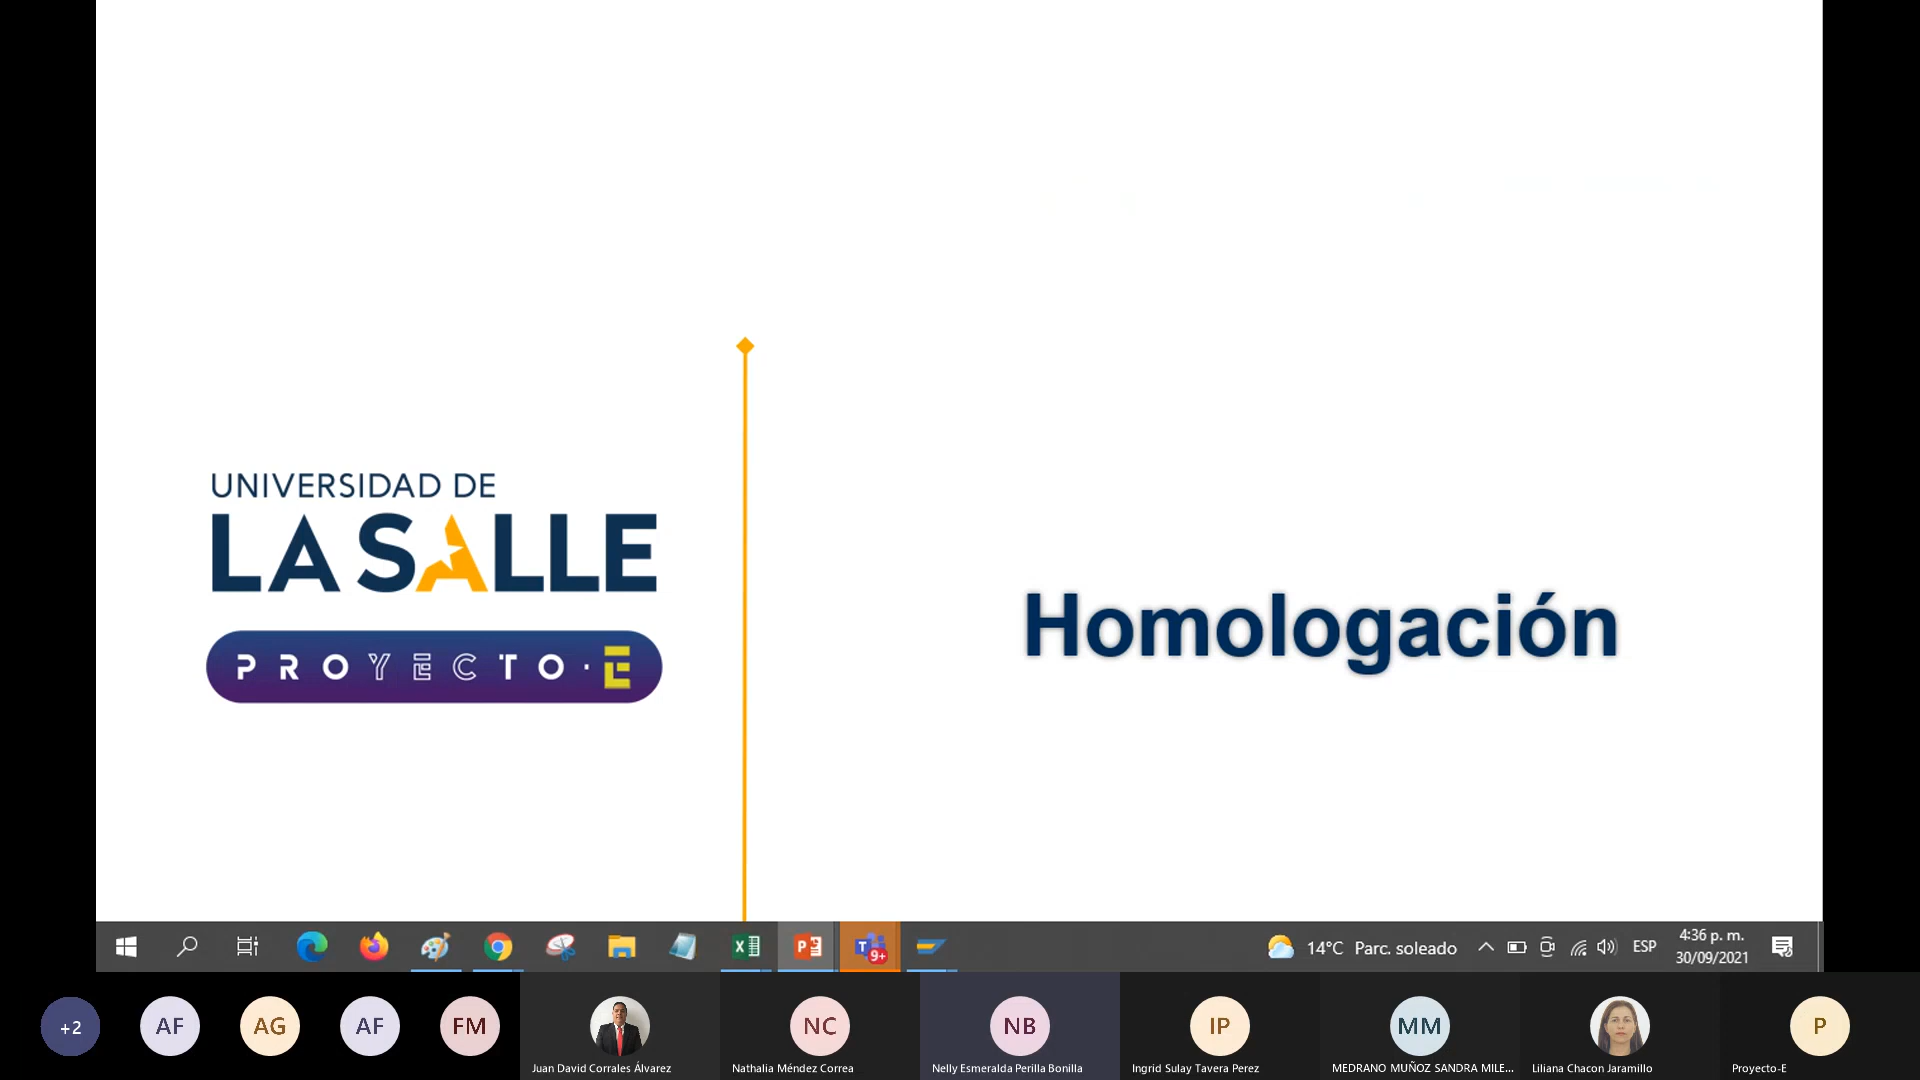 UNIVERSIDAD DE
LA SALLE
PROYECTO·E
Homologación
9+
14°C Parc. soleado
ESP
4:36 p. m.
30/09/2021
+2
AF
AG
AF
FM
NC
NB
IP
MM
P
Juan David Corrales Álvarez
Nathalia Méndez Correa
Nelly Esmeralda Perilla Bonilla
Ingrid Sulay Tavera Perez
MEDRANO MUÑOZ SANDRA MILE...
Liliana Chacon Jaramillo
Proyecto-E